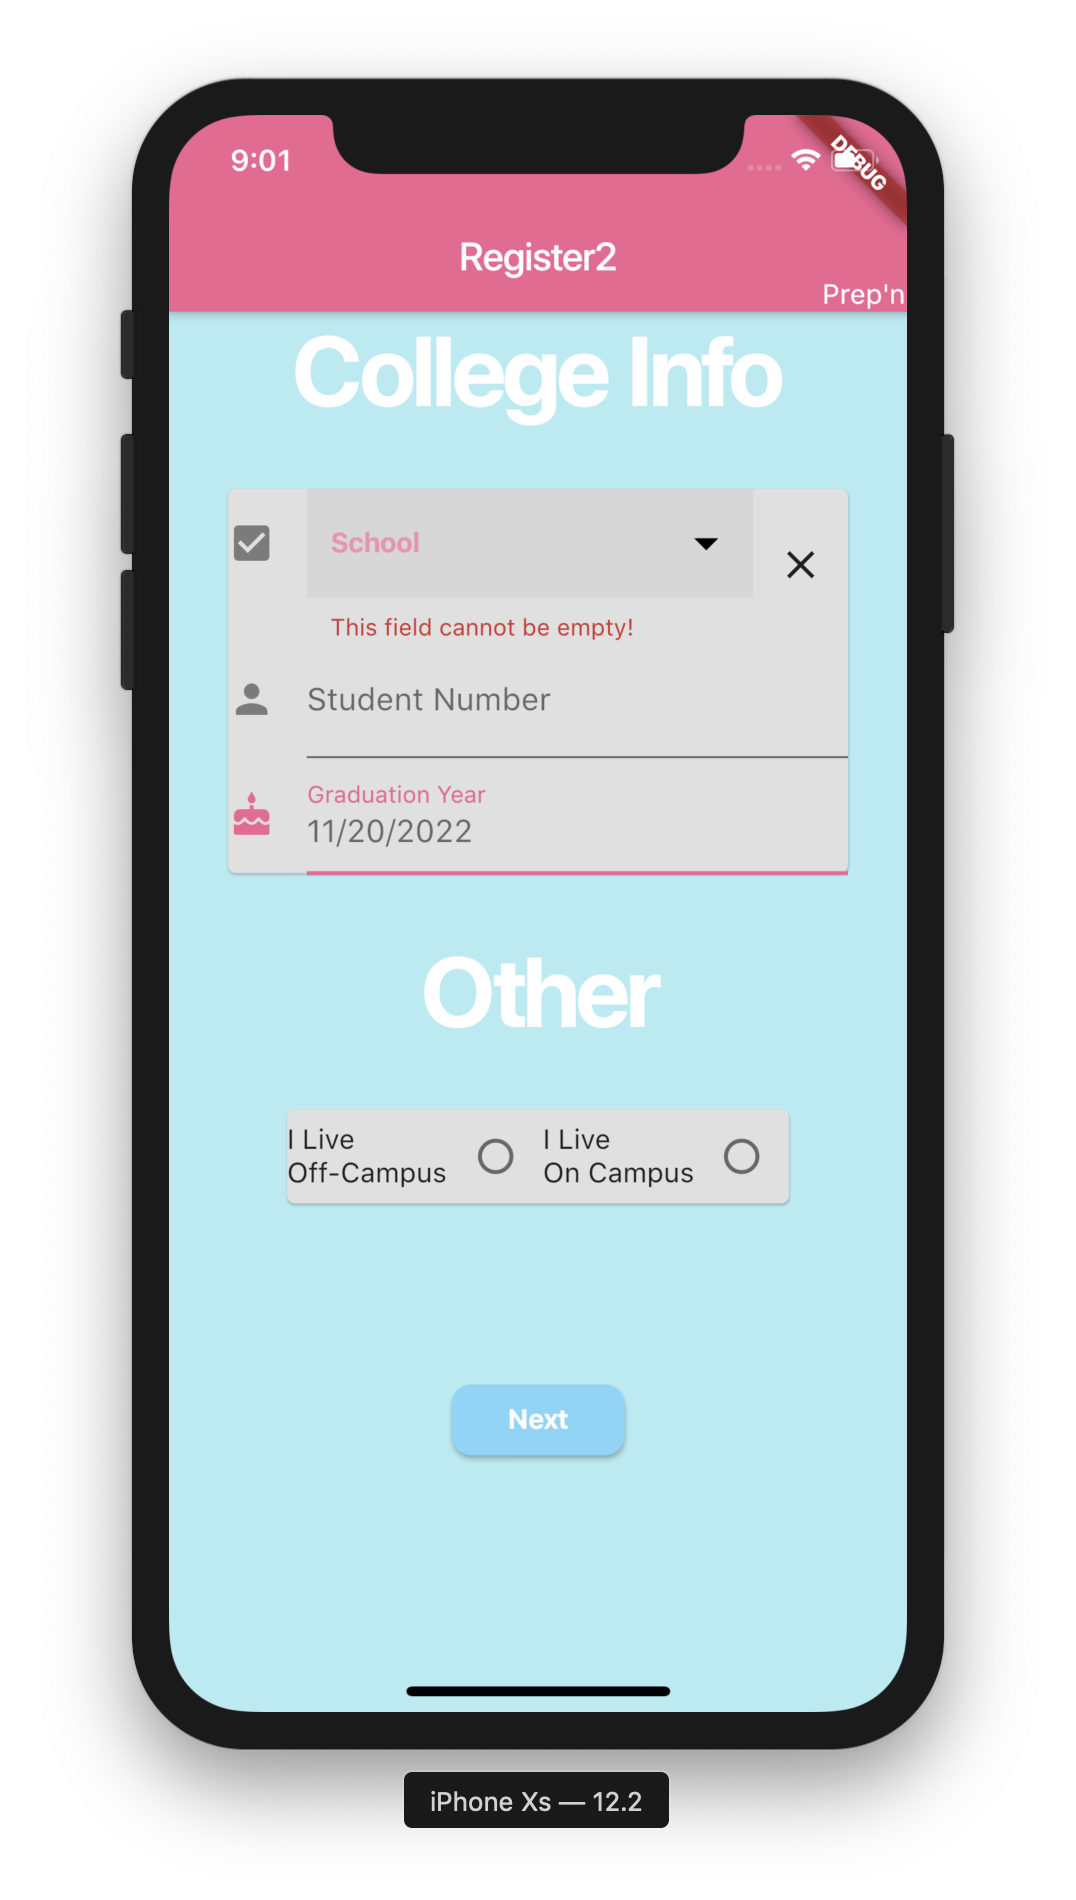 9:01
DEBUG
Register2
Prep'n
College Info
School
This field cannot be empty!
Student Number
Graduation Year
11/20/2022
Other
I Live
Off-Campus
I Live
On Campus
Next
iPhone Xs — 12.2